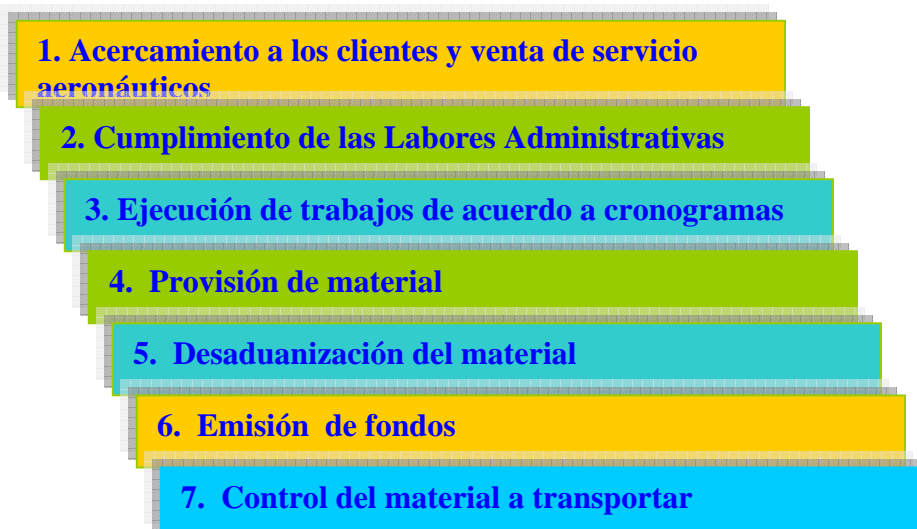 1. Acercamiento a los clientes y venta de servicio
aeronáuticos
2. Cumplimiento de las Labores Administrativas
3. Ejecución de trabajos de acuerdo a cronogramas
4. Provisión de material
5. Desaduanización del material
6. Emisión de fondos
7. Control del material a transportar